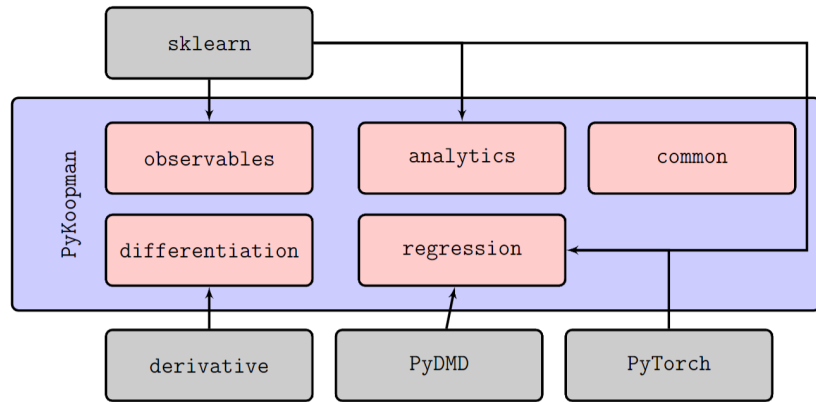 sklearn
PyKoopman
observables
analytics
common
differentiation
regression
derivative
PyDMD
PyTorch